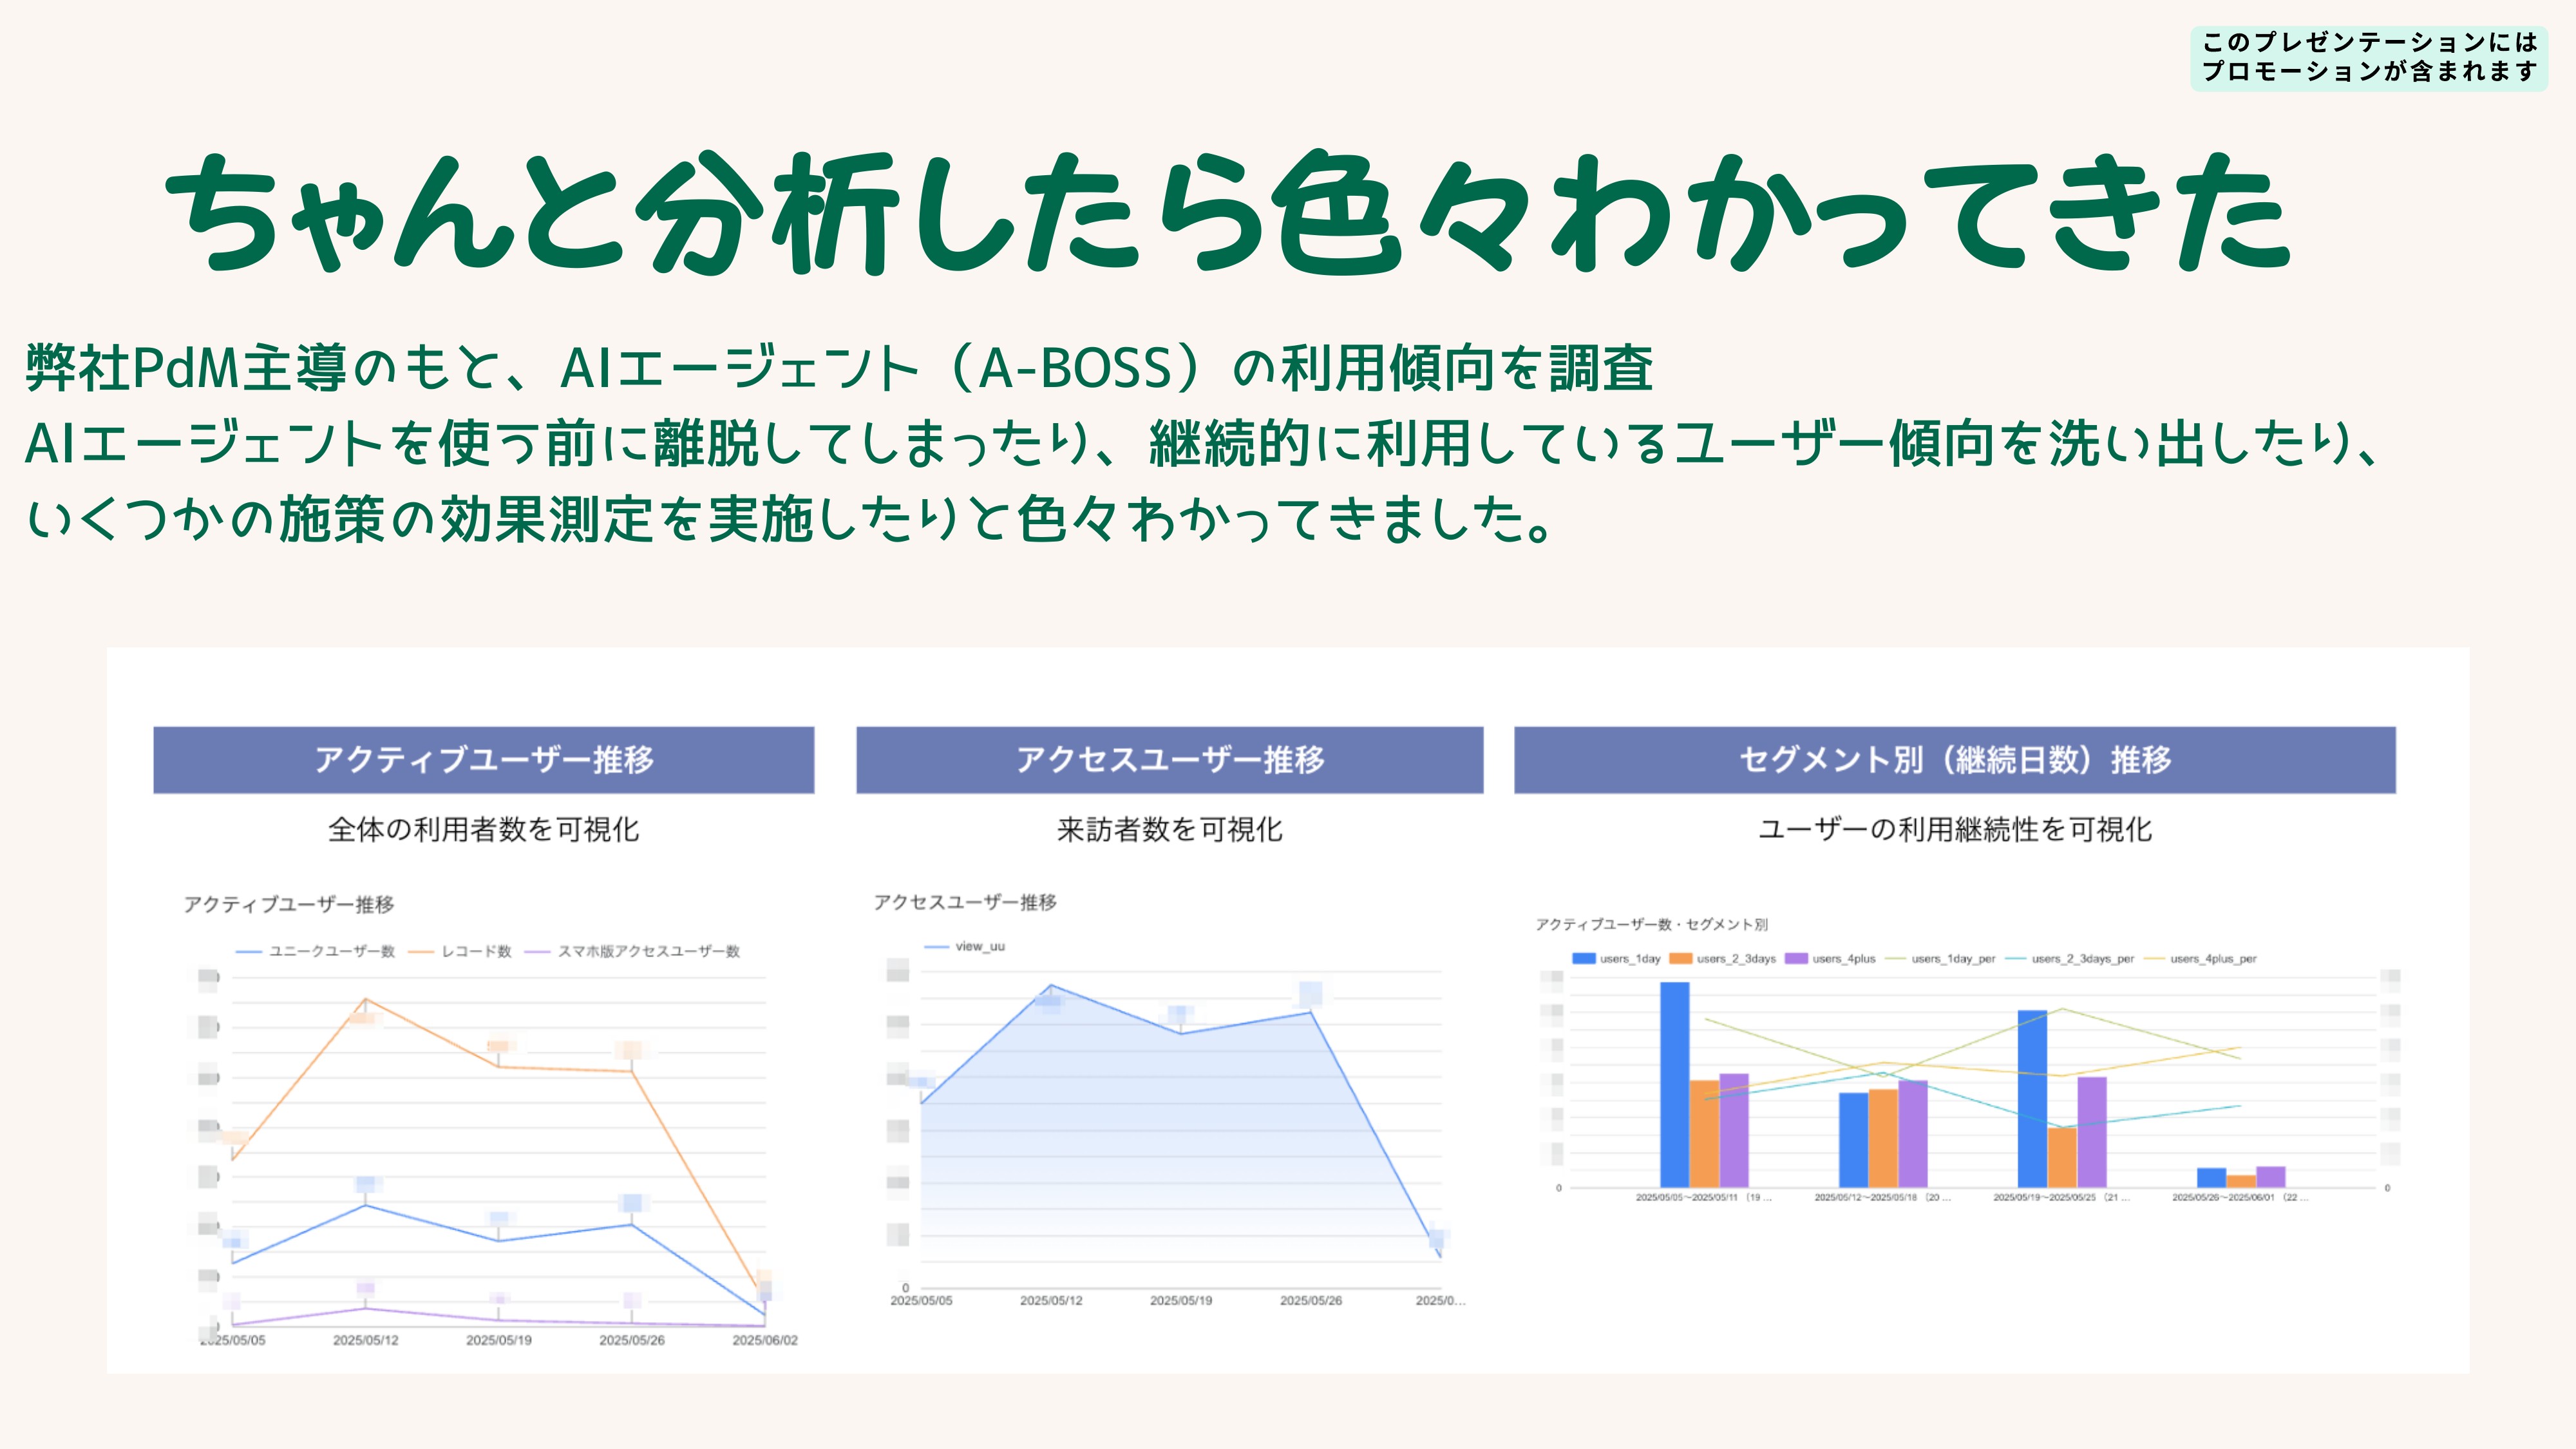 このプレゼンテーションには
プロモーションが含まれます
ちゃんと分析したら色々わかってきた
弊社PdM主導のもと、AIエージェント（A-BOSS）の利用傾向を調査
AIエージェントを使う前に離脱してしまったり、継続的に利用しているユーザー傾向を洗い出したり、
いくつかの施策の効果測定を実施したりと色々わかってきました。
アクティブユーザー推移
全体の利用者数を可視化
アクティブユーザー推移
ユニークユーザー数 レコード数 スマホ版アクセスユーザー数
2025/05/05 2025/05/12 2025/05/19 2025/05/26 2025/06/02
アクセスユーザー推移
来訪者数を可視化
アクセスユーザー推移
view_uu
0
2025/05/05 2025/05/12 2025/05/19 2025/05/26 2025/0...
セグメント別（継続日数）推移
ユーザーの利用継続性を可視化
アクティブユーザー数・セグメント別
users_1day users_2_3days users_4plus users_1day_per users_2_3days_per users_4plus_per
0 0
2025/05/05～2025/05/11 （19 ... 2025/05/12～2025/05/18 （20 ... 2025/05/19～2025/05/25 （21 ... 2025/05/26～2025/06/01 （22 ...